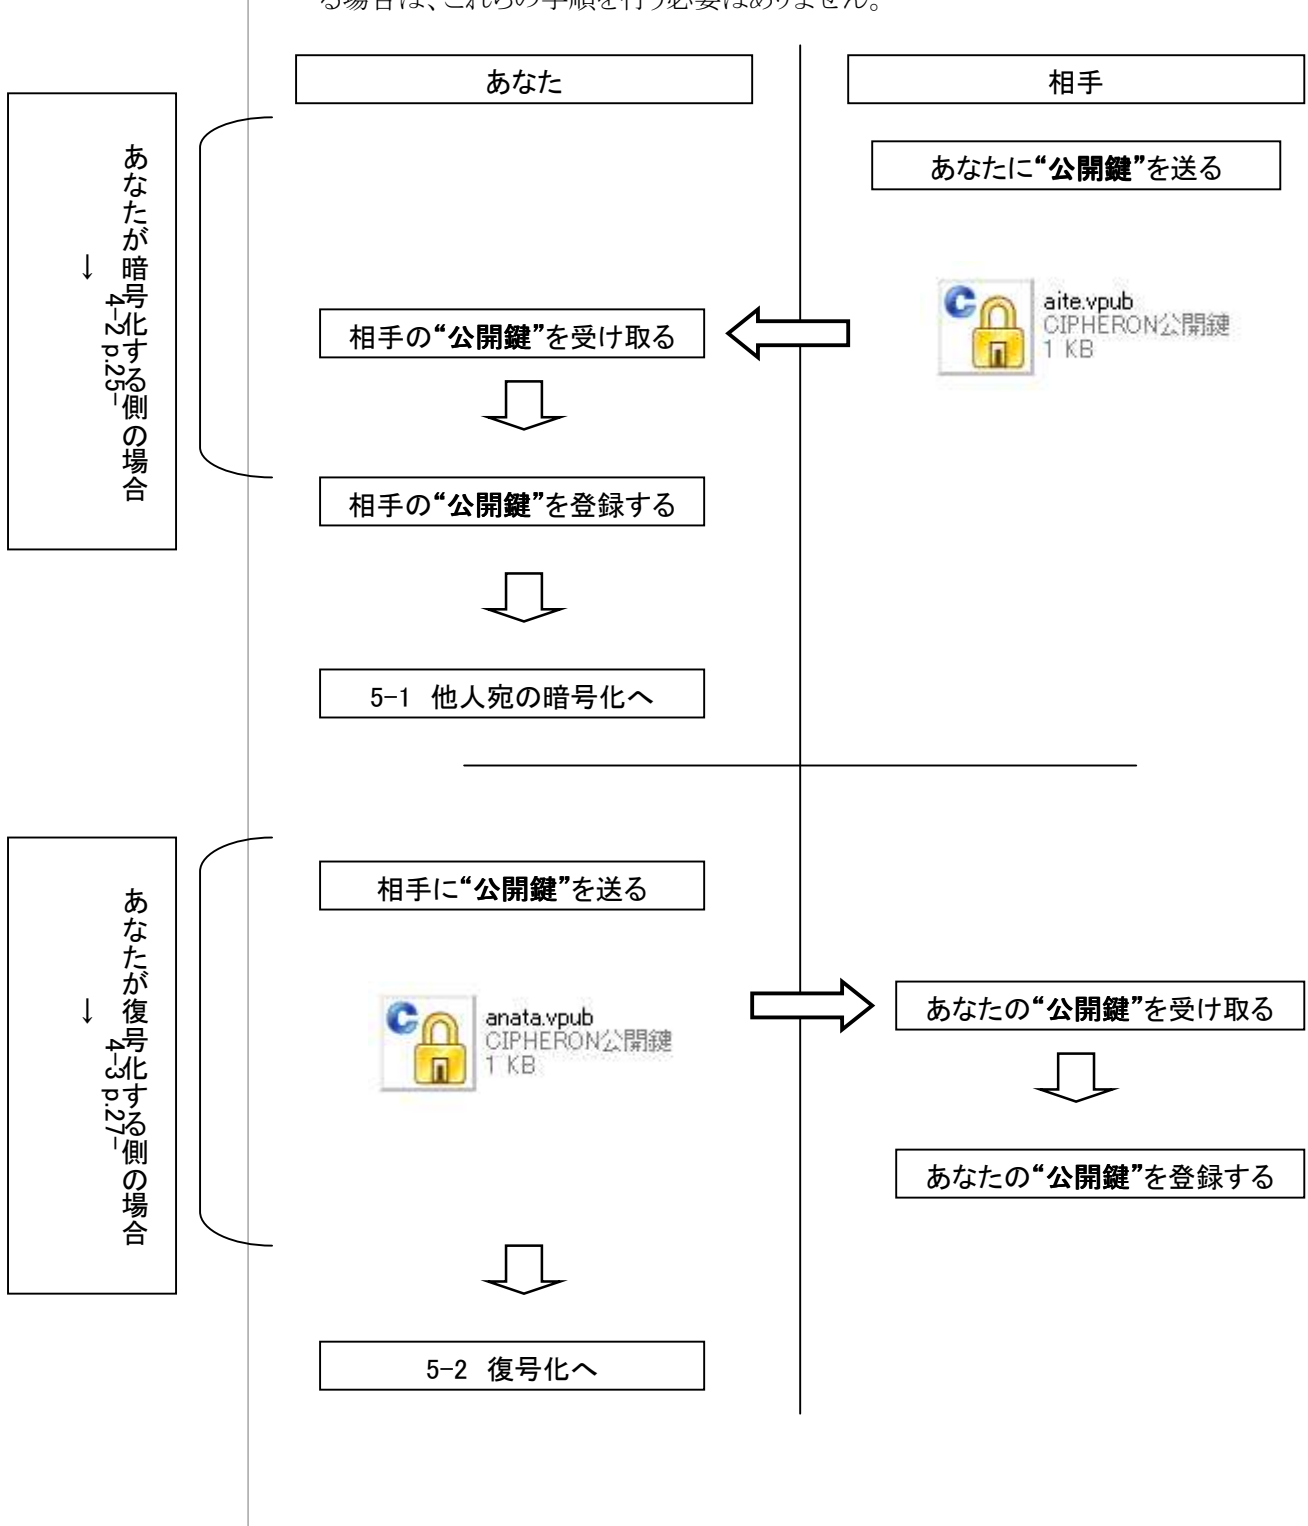 る場合は、これらの手順を行う必要はありません。
あなた
相手
あなたが暗号化する側の場合
→ 4-2 p.25-
あなたに“公開鍵”を送る
aite.vpub
CIPHERON公開鍵
1 KB
相手の“公開鍵”を受け取る
相手の“公開鍵”を登録する
5-1 他人宛の暗号化へ
あなたが復号化する側の場合
→ 4-3 p.27-
相手に“公開鍵”を送る
anata.vpub
CIPHERON公開鍵
1 KB
あなたの“公開鍵”を受け取る
あなたの“公開鍵”を登録する
5-2 復号化へ